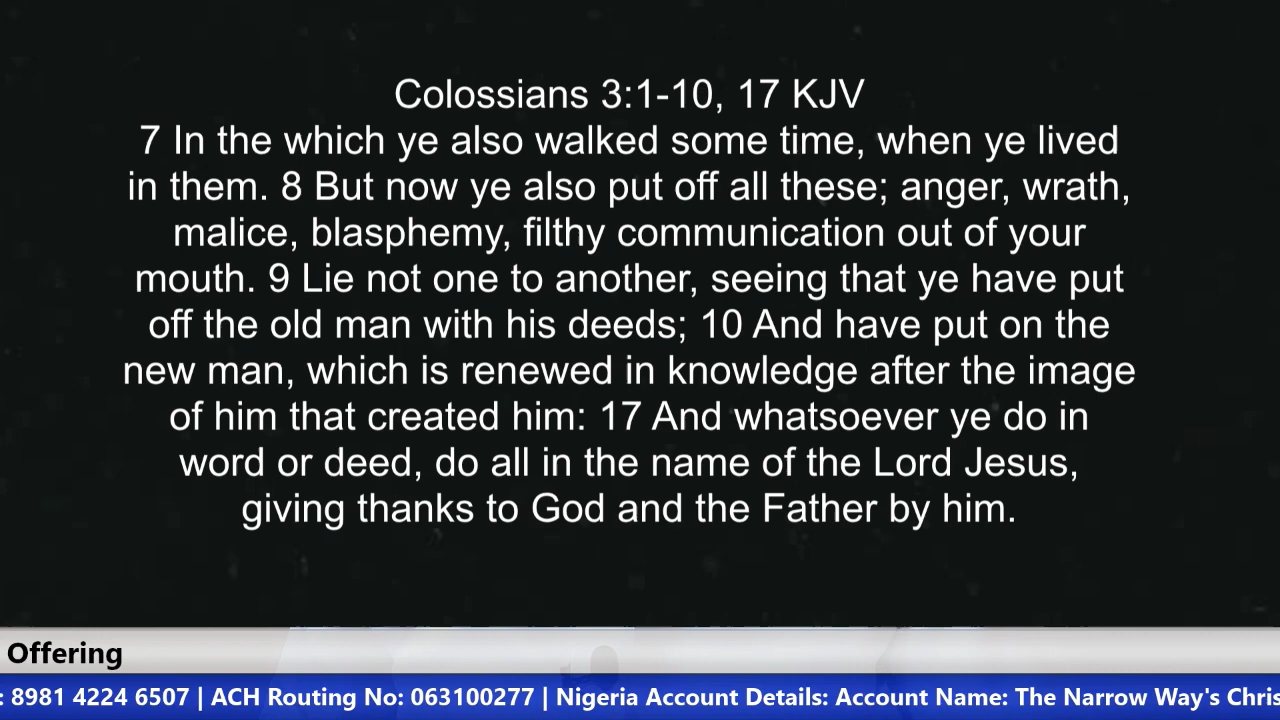 Colossians 3:1-10, 17 KJV
7 In the which ye also walked some time, when ye lived
in them. 8 But now ye also put off all these; anger, wrath,
malice, blasphemy, filthy communication out of your
mouth. 9 Lie not one to another, seeing that ye have put
off the old man with his deeds; 10 And have put on the
new man, which is renewed in knowledge after the image
of him that created him: 17 And whatsoever ye do in
word or deed, do all in the name of the Lord Jesus,
giving thanks to God and the Father by him.
Offering
: 8981 4224 6507 | ACH Routing No: 063100277 | Nigeria Account Details: Account Name: The Narrow Way's Chris